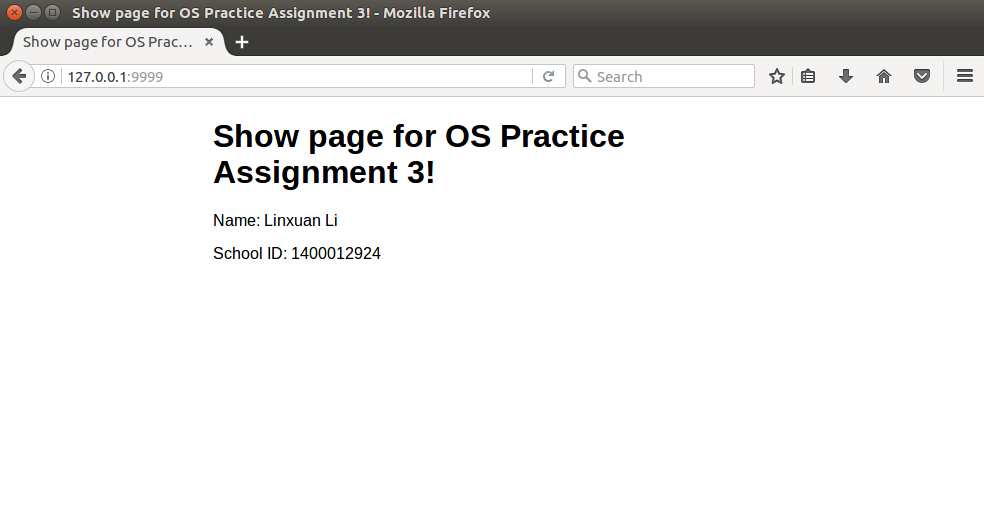 Show page for OS Practice Assignment 3! - Mozilla Firefox
Show page for OS Prac...
127.0.0.1:9999
Search
Show page for OS Practice
Assignment 3!
Name: Linxuan Li
School ID: 1400012924